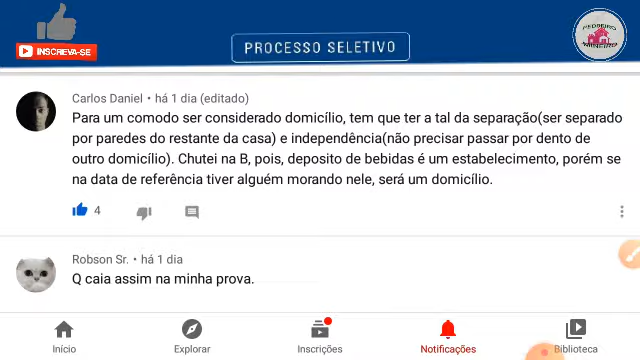 INSCREVA-SE
PROCESSO SELETIVO
PEDREIRO
MINEIRO
Carlos Daniel • há 1 dia (editado)
Para um comodo ser considerado domicílio, tem que ter a tal da separação(ser separado
por paredes do restante da casa) e independência(não precisar passar por dento de
outro domicílio). Chutei na B, pois, deposito de bebidas é um estabelecimento, porém se
na data de referência tiver alguém morando nele, será um domicílio.
4
Robson Sr. • há 1 dia
Q caia assim na minha prova.
Início
Explorar
Inscrições
Notificações
Biblioteca